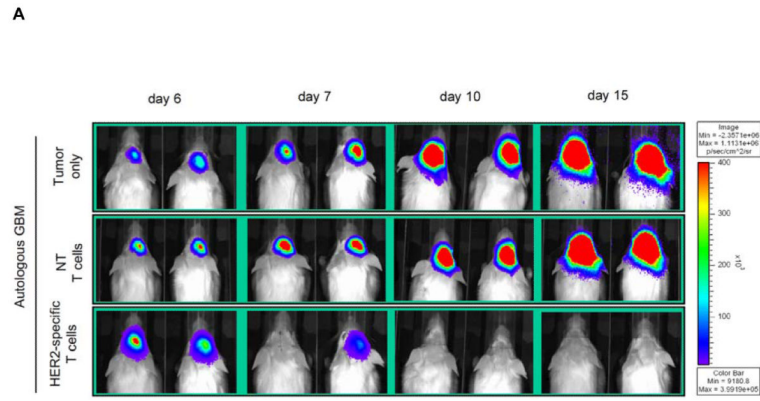 A
day 6
day 7
day 10
day 15
Autologous GBM
Tumor only
NT T cells
HER2-specific T cells
Image
Min = -2.3571e+06
Max = 1.1131e+06
p/sec/cm^2/sr
400
300
200
100
x10^3
Color Bar
Min = 9180.8
Max = 3.9919e+05